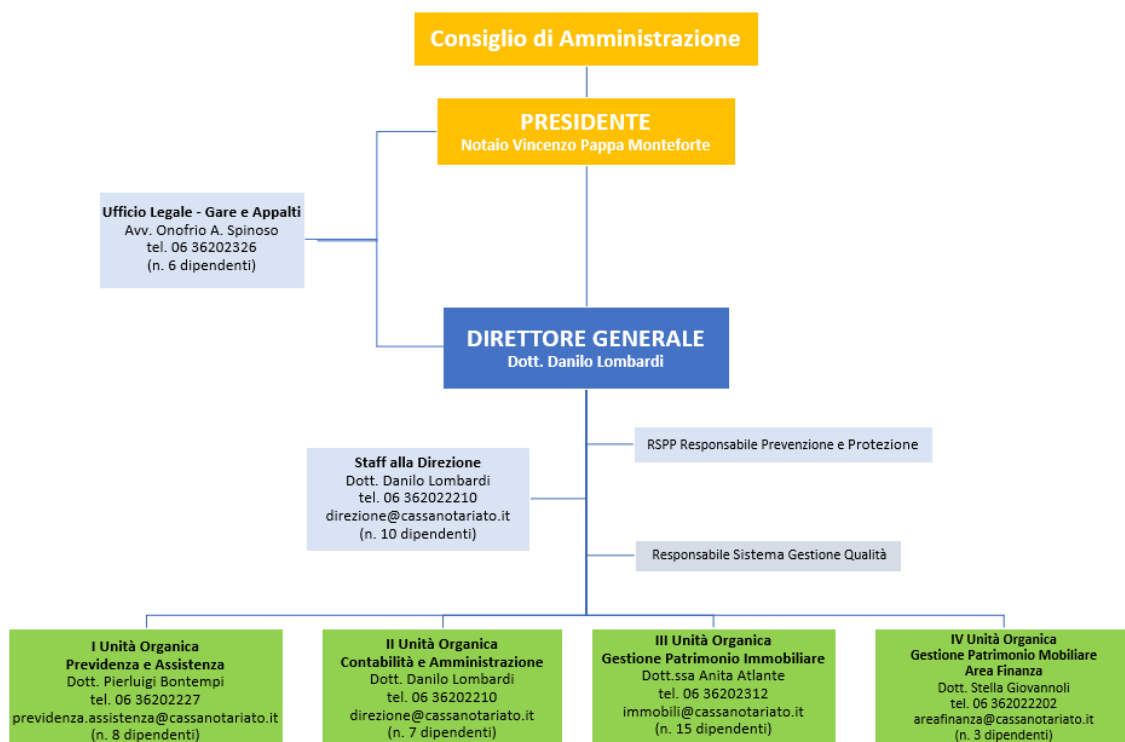 Consiglio di Amministrazione
PRESIDENTE
Notaio Vincenzo Pappa Monteforte
Ufficio Legale - Gare e Appalti
Avv. Onofrio A. Spinoso
tel. 06 36202326
(n. 6 dipendenti)
DIRETTORE GENERALE
Dott. Danilo Lombardi
RSPP Responsabile Prevenzione e Protezione
Staff alla Direzione
Dott. Danilo Lombardi
tel. 06 362022210
direzione@cassanotariato.it
(n. 10 dipendenti)
Responsabile Sistema Gestione Qualità
I Unità Organica
Previdenza e Assistenza
Dott. Pierluigi Bontempi
tel. 06 36202227
previdenza.assistenza@cassanotariato.it
(n. 8 dipendenti)
II Unità Organica
Contabilità e Amministrazione
Dott. Danilo Lombardi
tel. 06 36202210
direzione@cassanotariato.it
(n. 7 dipendenti)
III Unità Organica
Gestione Patrimonio Immobiliare
Dott.ssa Anita Atlante
tel. 06 36202312
immobili@cassanotariato.it
(n. 15 dipendenti)
IV Unità Organica
Gestione Patrimonio Mobiliare
Area Finanza
Dott. Stella Giovannoli
tel. 06 362022202
areafinanza@cassanotariato.it
(n. 3 dipendenti)